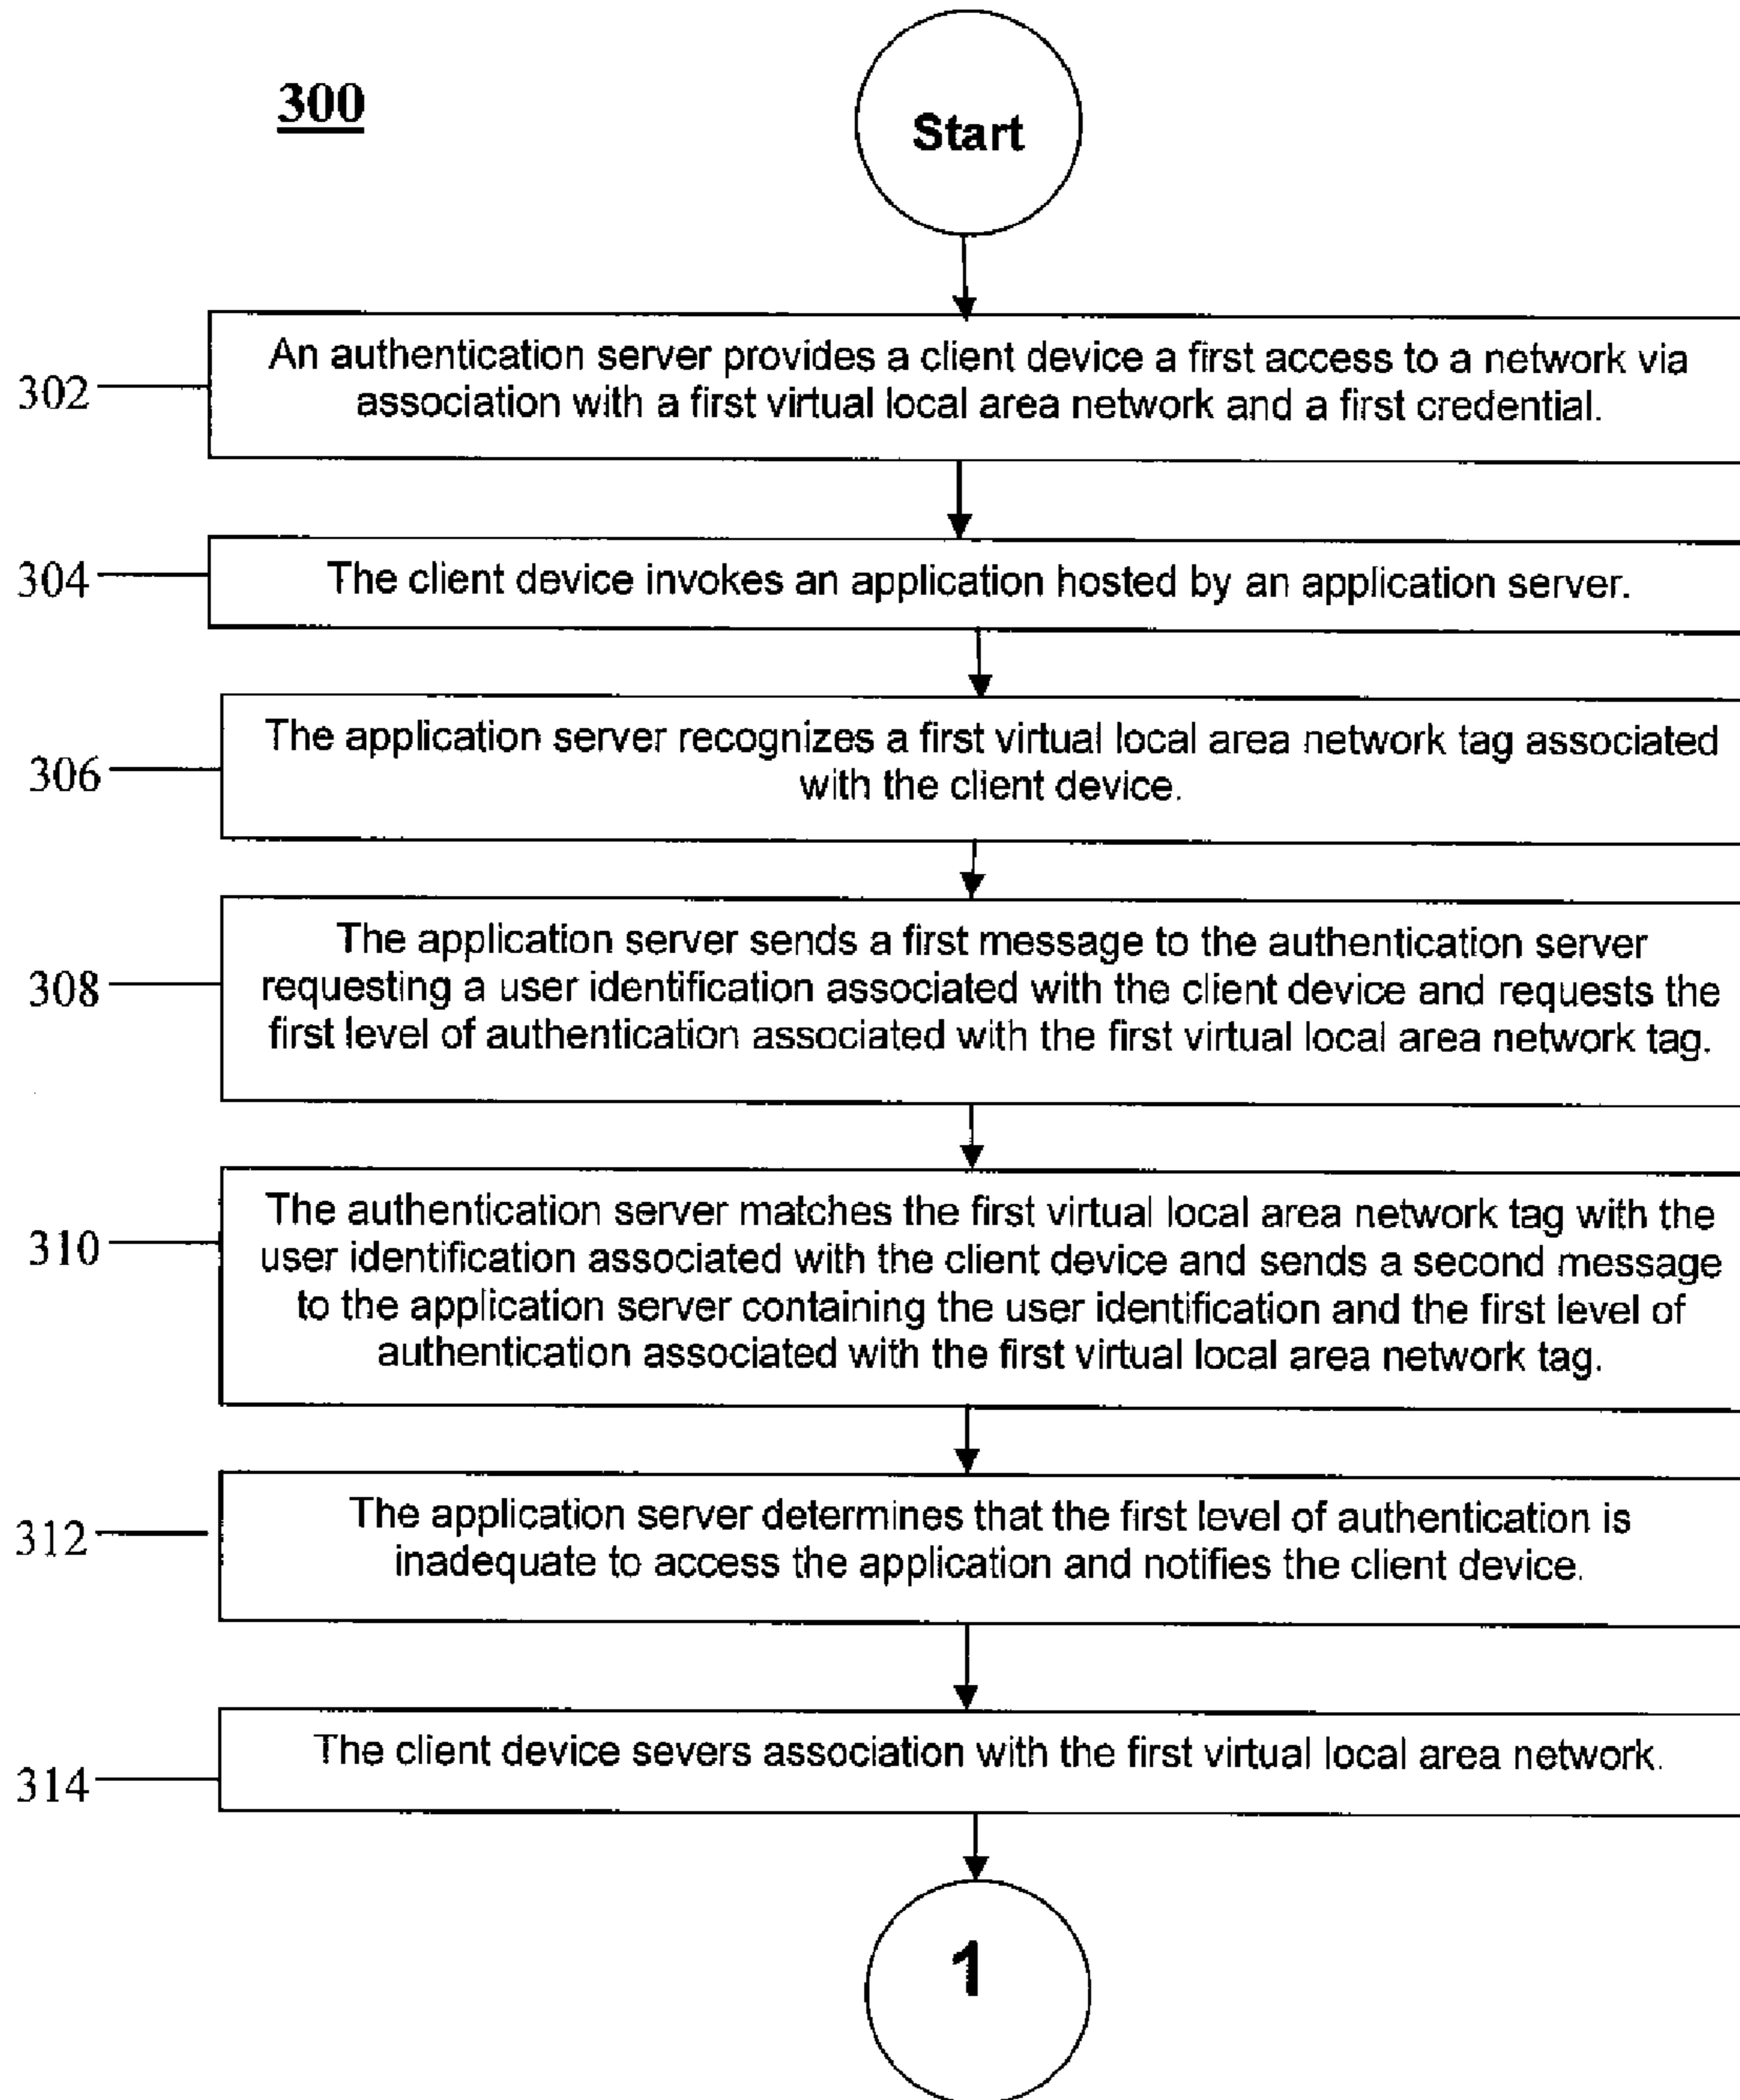 300
Start
302
An authentication server provides a client device a first access to a network via
association with a first virtual local area network and a first credential.
304
The client device invokes an application hosted by an application server.
306
The application server recognizes a first virtual local area network tag associated
with the client device.
308
The application server sends a first message to the authentication server
requesting a user identification associated with the client device and requests the
first level of authentication associated with the first virtual local area network tag.
310
The authentication server matches the first virtual local area network tag with the
user identification associated with the client device and sends a second message
to the application server containing the user identification and the first level of
authentication associated with the first virtual local area network tag.
312
The application server determines that the first level of authentication is
inadequate to access the application and notifies the client device.
314
The client device severs association with the first virtual local area network.
1